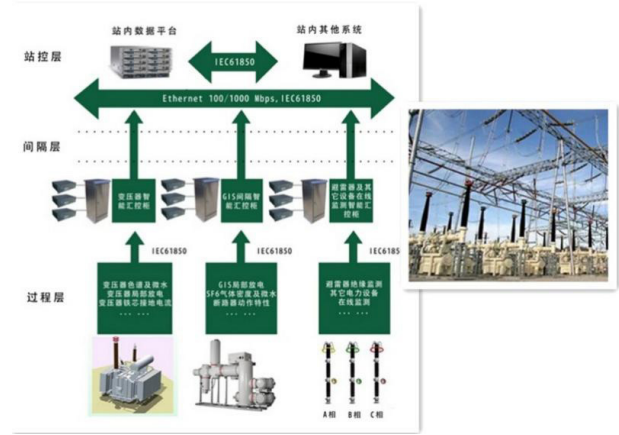 站内数据平台
站内其他系统
站控层
IEC61850
Ethernet 100/1000 Mbps,IEC61850
间隔层
变压器智
能汇控柜
GIS间隔智
能汇控柜
避雷器及其
它设备在线
监测智能汇
控柜
IEC61850
IEC61850
IEC61850
过程层
变压器色谱及微水
变压器局部放电
变压器铁芯接地电流
... ...
GIS局部放电
SF6气体密度及微水
断路器动作特性
... ...
避雷器绝缘监测
其它电力设备
在线监测
... ...
A相
B相
C相